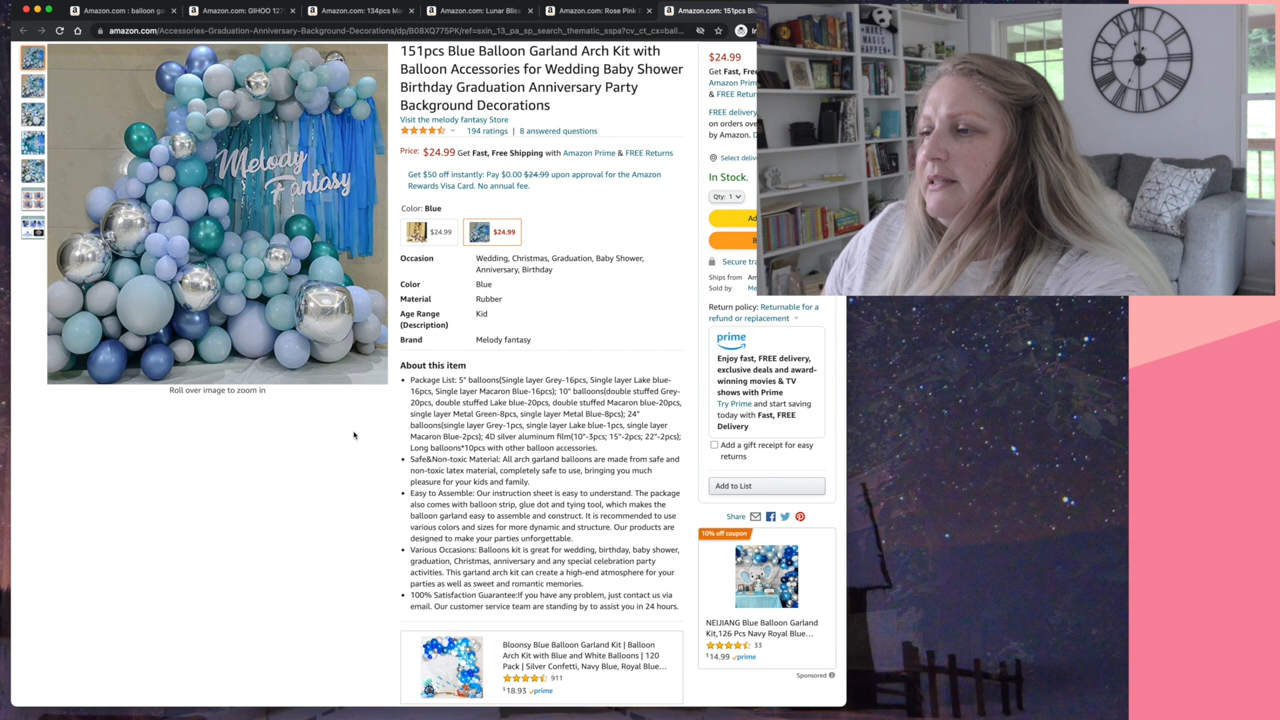 Amazon.com : balloon ga
Amazon.com: GIHOO 127
Amazon.com: 134pcs Ma
Amazon.com: Lunar Bliss
Amazon.com: Rose Pink B
Amazon.com: 151pcs Blu
amazon.com/Accessories-Graduation-Anniversary-Background-Decorations/dp/B08XQ775PK/ref=sxin_13_pa_sp_search_thematic_sspa?cv_ct_cx=ball...
Melody
Fantasy
Roll over image to zoom in
151pcs Blue Balloon Garland Arch Kit with
Balloon Accessories for Wedding Baby Shower
Birthday Graduation Anniversary Party
Background Decorations
Visit the melody fantasy Store
194 ratings | 8 answered questions
Price: $24.99 Get Fast, Free Shipping with Amazon Prime & FREE Returns
Get $50 off instantly: Pay $0.00 $24.99 upon approval for the Amazon
Rewards Visa Card. No annual fee.
Color: Blue
$24.99
$24.99
Occasion Wedding, Christmas, Graduation, Baby Shower,
Anniversary, Birthday
Color Blue
Material Rubber
Age Range Kid
(Description)
Brand Melody fantasy
About this item
• Package List: 5" balloons(Single layer Grey-16pcs, Single layer Lake blue-
16pcs, Single layer Macaron Blue-16pcs); 10" balloons(double stuffed Grey-
20pcs, double stuffed Lake blue-20pcs, double stuffed Macaron blue-20pcs,
single layer Metal Green-8pcs, single layer Metal Blue-8pcs); 24"
balloons(single layer Grey-1pcs, single layer Lake blue-1pcs, single layer
Macaron Blue-2pcs); 4D silver aluminum film(10"-3pcs; 15"-2pcs; 22"-2pcs);
Long balloons*10pcs with other balloon accessories.
• Safe&Non-toxic Material: All arch garland balloons are made from safe and
non-toxic latex material, completely safe to use, bringing you much
pleasure for your kids and family.
• Easy to Assemble: Our instruction sheet is easy to understand. The package
also comes with balloon strip, glue dot and tying tool, which makes the
balloon garland easy to assemble and construct. It is recommended to use
various colors and sizes for more dynamic and structure. Our products are
designed to make your parties unforgettable.
• Various Occasions: Balloons kit is great for wedding, birthday, baby shower,
graduation, Christmas, anniversary and any special celebration party
activities. This garland arch kit can create a high-end atmosphere for your
parties as well as sweet and romantic memories.
• 100% Satisfaction Guarantee:If you have any problem, just contact us via
email. Our customer service team are standing by to assist you in 24 hours.
Bloonsy Blue Balloon Garland Kit | Balloon
Arch Kit with Blue and White Balloons | 120
Pack | Silver Confetti, Navy Blue, Royal Blue...
911
$18.93 prime
$24.99
Get Fast, Free
Amazon Prime
& FREE Return
FREE delivery
on orders over
by Amazon. D
Select deliv
In Stock.
Qty: 1
Ad
B
Secure tra
Ships from Am
Sold by Me
Return policy: Returnable for a
refund or replacement
prime
Enjoy fast, FREE delivery,
exclusive deals and award-
winning movies & TV
shows with Prime
Try Prime and start saving
today with Fast, FREE
Delivery
Add a gift receipt for easy
returns
Add to List
Share
10% off coupon
NEIJIANG Blue Balloon Garland
Kit,126 Pcs Navy Royal Blue...
33
$14.99 prime
Sponsored
MAKE
MAGIC
HAPPEN